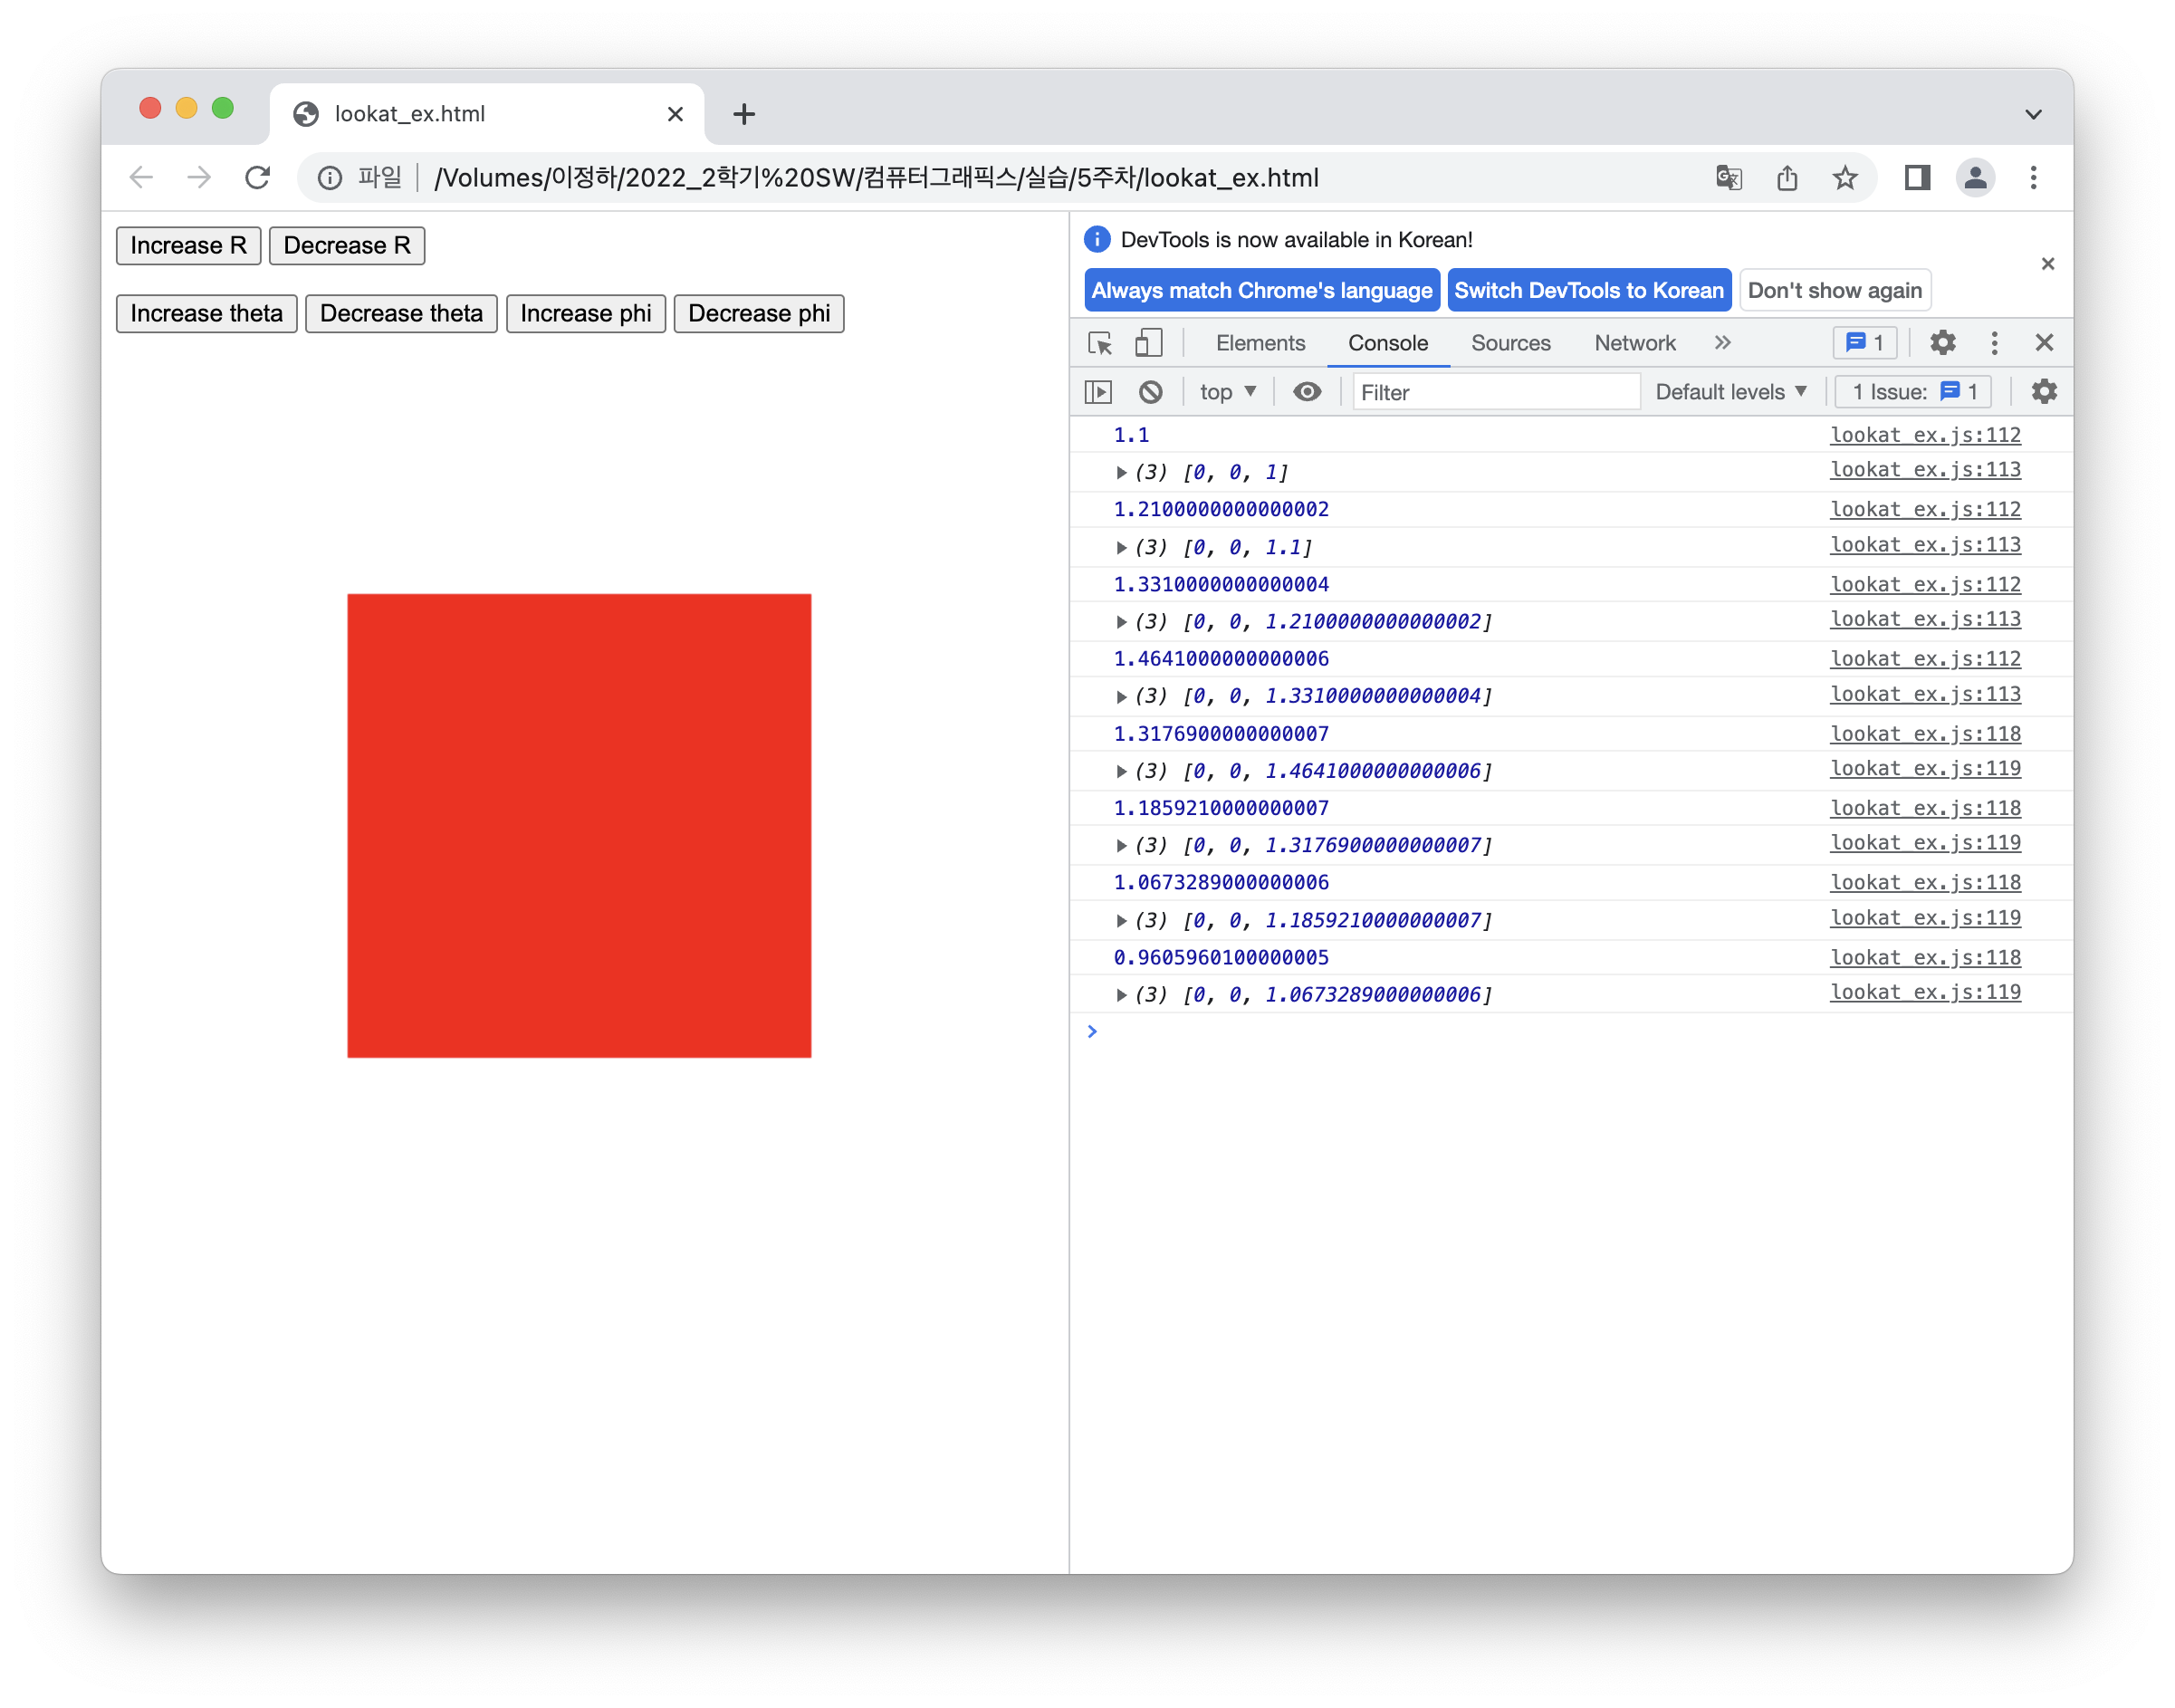 lookat_ex.html
파일 /Volumes/이정하/2022_2학기%20SW/컴퓨터그래픽스/실습/5주차/lookat_ex.html
Increase R Decrease R
Increase theta Decrease theta Increase phi Decrease phi
DevTools is now available in Korean!
Always match Chrome's language Switch DevTools to Korean Don't show again
Elements Console Sources Network 1
top Filter Default levels 1 Issue: 1
1.1 lookat_ex.js:112
(3) [0, 0, 1] lookat_ex.js:113
1.2100000000000002 lookat_ex.js:112
(3) [0, 0, 1.1] lookat_ex.js:113
1.3310000000000004 lookat_ex.js:112
(3) [0, 0, 1.2100000000000002] lookat_ex.js:113
1.4641000000000006 lookat_ex.js:112
(3) [0, 0, 1.3310000000000004] lookat_ex.js:113
1.3176900000000007 lookat_ex.js:118
(3) [0, 0, 1.4641000000000006] lookat_ex.js:119
1.1859210000000007 lookat_ex.js:118
(3) [0, 0, 1.3176900000000007] lookat_ex.js:119
1.0673289000000006 lookat_ex.js:118
(3) [0, 0, 1.1859210000000007] lookat_ex.js:119
0.9605960100000005 lookat_ex.js:118
(3) [0, 0, 1.0673289000000006] lookat_ex.js:119